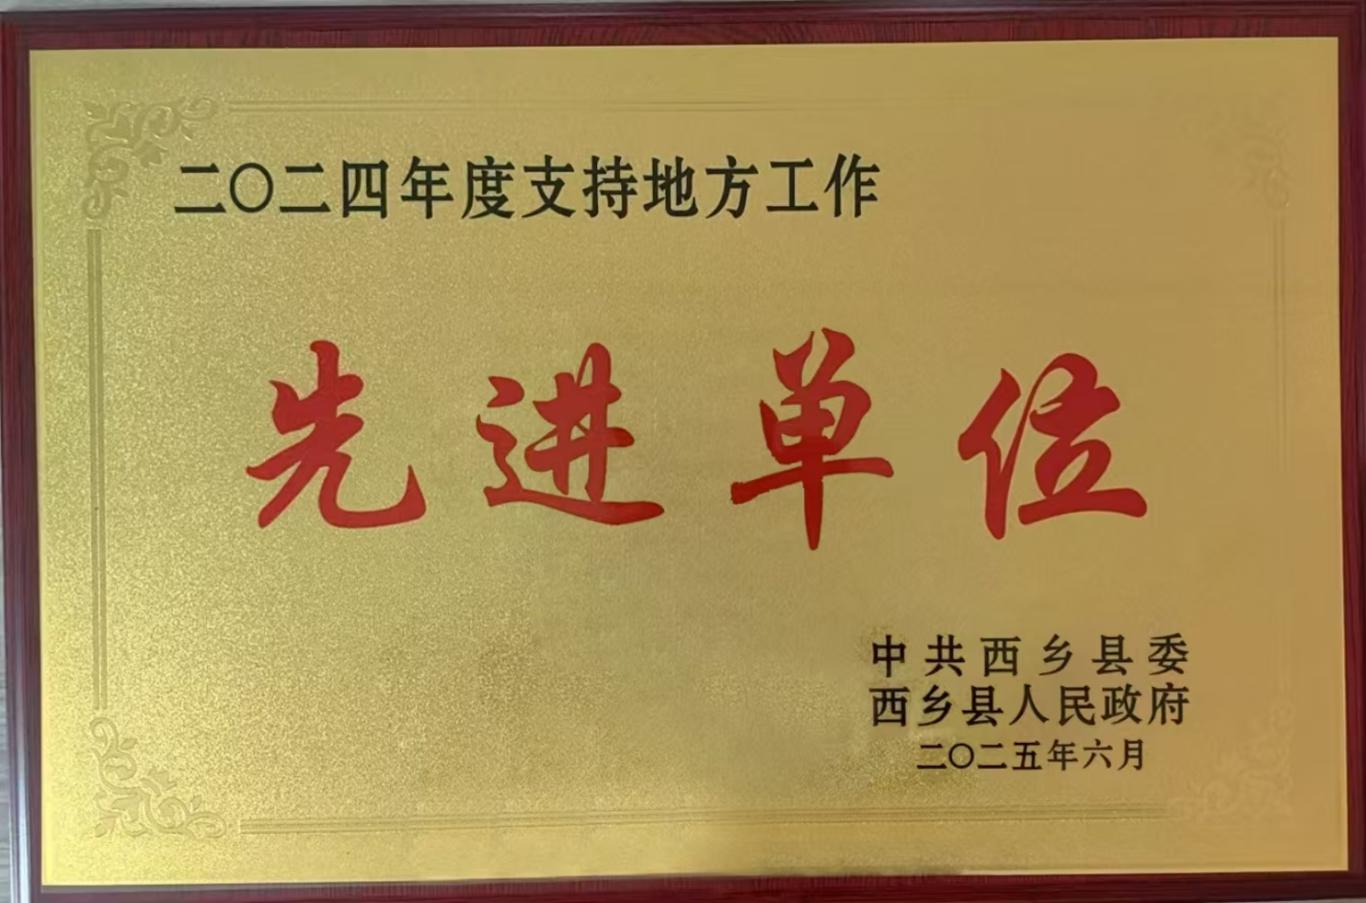 二〇二四年度支持地方工作
先进单位
中共西乡县委
西乡县人民政府
二〇二五年六月